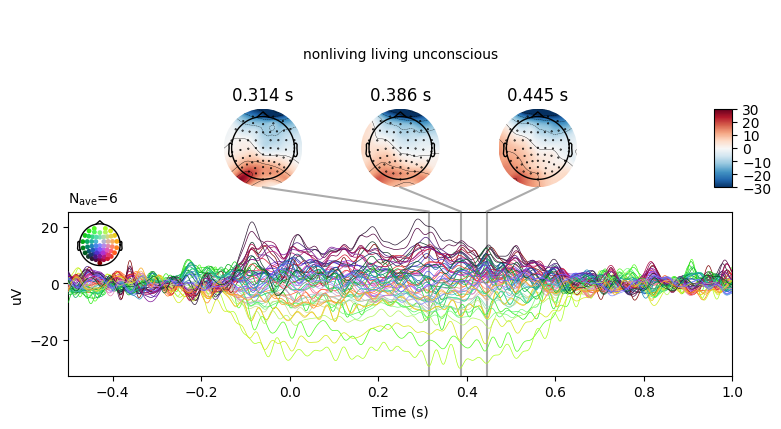 nonliving living unconscious
0.314 s 0.386 s 0.445 s
30
20
10
0
−10
−20
−30
Nave=6
20
0
−20
uV
−0.4 −0.2 0.0 0.2 0.4 0.6 0.8 1.0
Time (s)